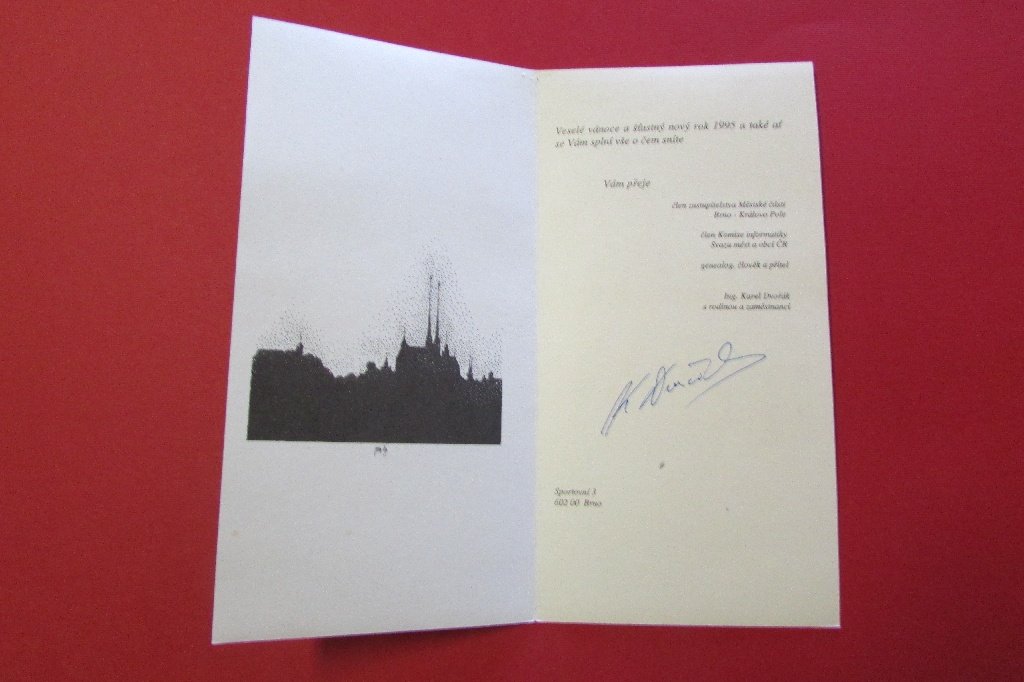 Veselé vánoce a šťastný nový rok 1995 a také ať
se Vám splní vše o čem sníte
Vám přeje
člen zastupitelstva Městské části
Brno - Královo Pole
člen Komise informatiky
Svazu měst a obcí ČR
genealog, člověk a přítel
Ing. Karel Dvořák
s rodinou a zaměstnanci
K Dvořák
Sportovní 3
602 00 Brno